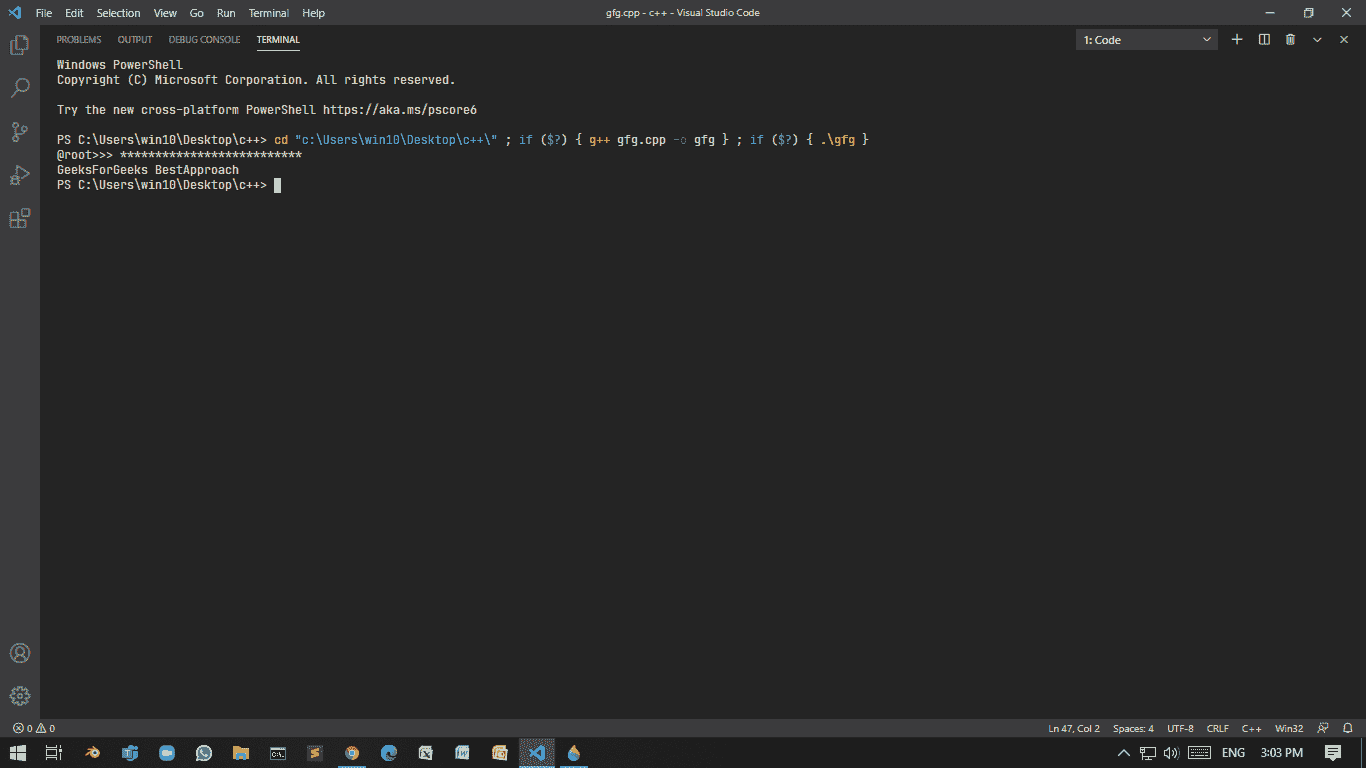 File Edit Selection View Go Run Terminal Help
gfg.cpp - c++ - Visual Studio Code
PROBLEMS OUTPUT DEBUG CONSOLE TERMINAL
1: Code
Windows PowerShell
Copyright (C) Microsoft Corporation. All rights reserved.
Try the new cross-platform PowerShell https://aka.ms/pscore6
PS C:\Users\win10\Desktop\c++> cd "c:\Users\win10\Desktop\c++\" ; if ($?) { g++ gfg.cpp -o gfg } ; if ($?) { .\gfg }
@root>>> **************************
GeeksForGeeks BestApproach
PS C:\Users\win10\Desktop\c++>
0 0
Ln 47, Col 2 Spaces: 4 UTF-8 CRLF C++ Win32
ENG 3:03 PM